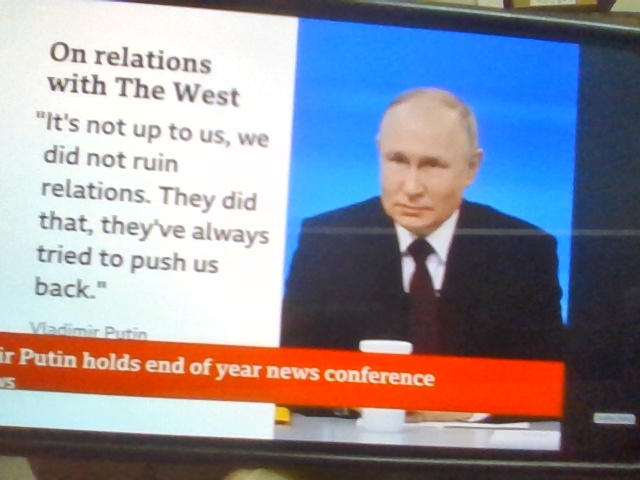 On relations
with The West
"It's not up to us, we
did not ruin
relations. They did
that, they've always
tried to push us
back."
Vladimir Putin
ir Putin holds end of year news conference
ws